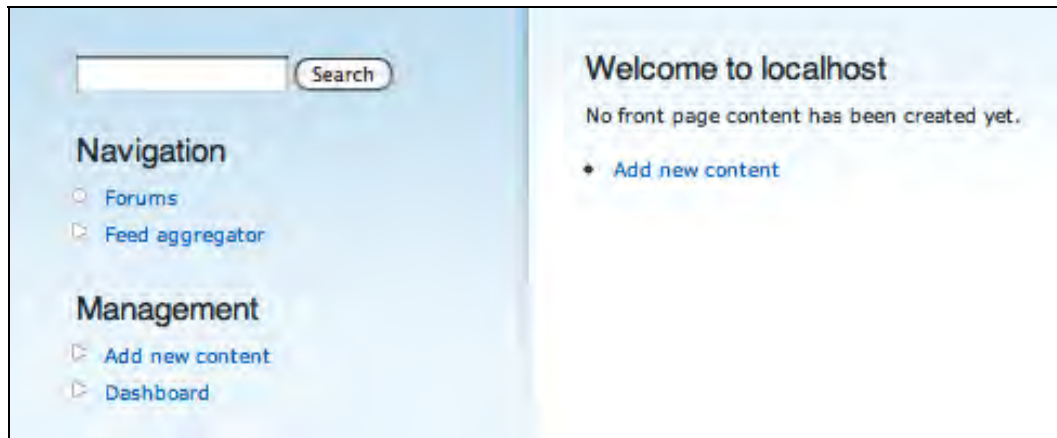 Search
Navigation
Forums
Feed aggregator
Management
Add new content
Dashboard
Welcome to localhost
No front page content has been created yet.
Add new content